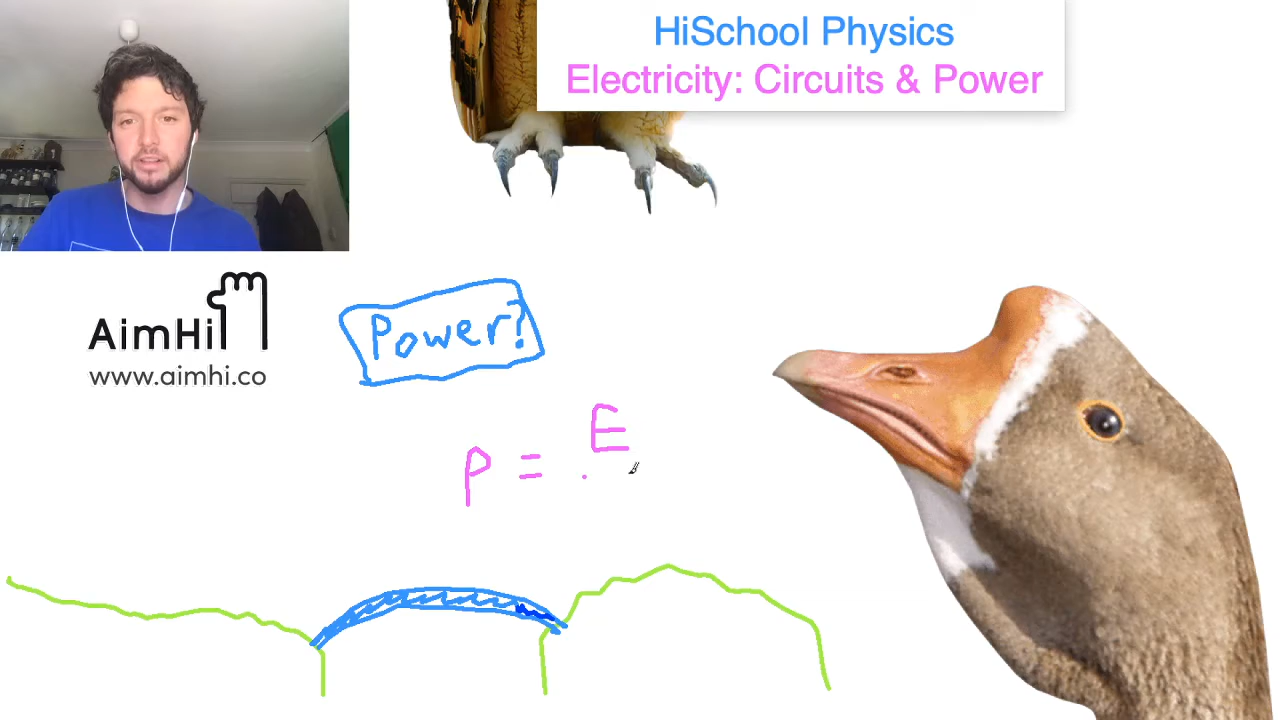 HiSchool Physics
Electricity: Circuits & Power
AimHi
www.aimhi.co
Power?
P = E